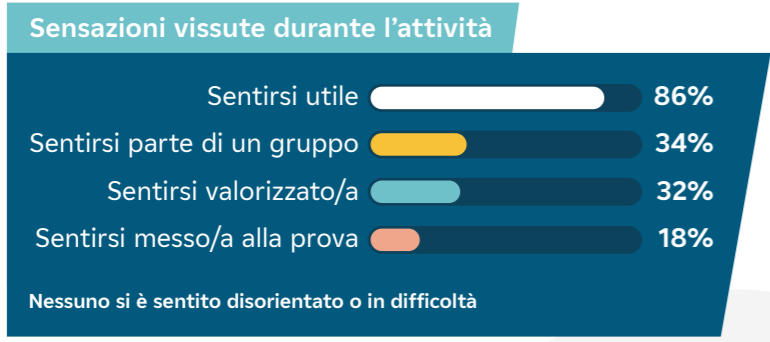 Sensazioni vissute durante l'attività
Sentirsi utile 86%
Sentirsi parte di un gruppo 34%
Sentirsi valorizzato/a 32%
Sentirsi messo/a alla prova 18%
Nessuno si è sentito disorientato o in difficoltà